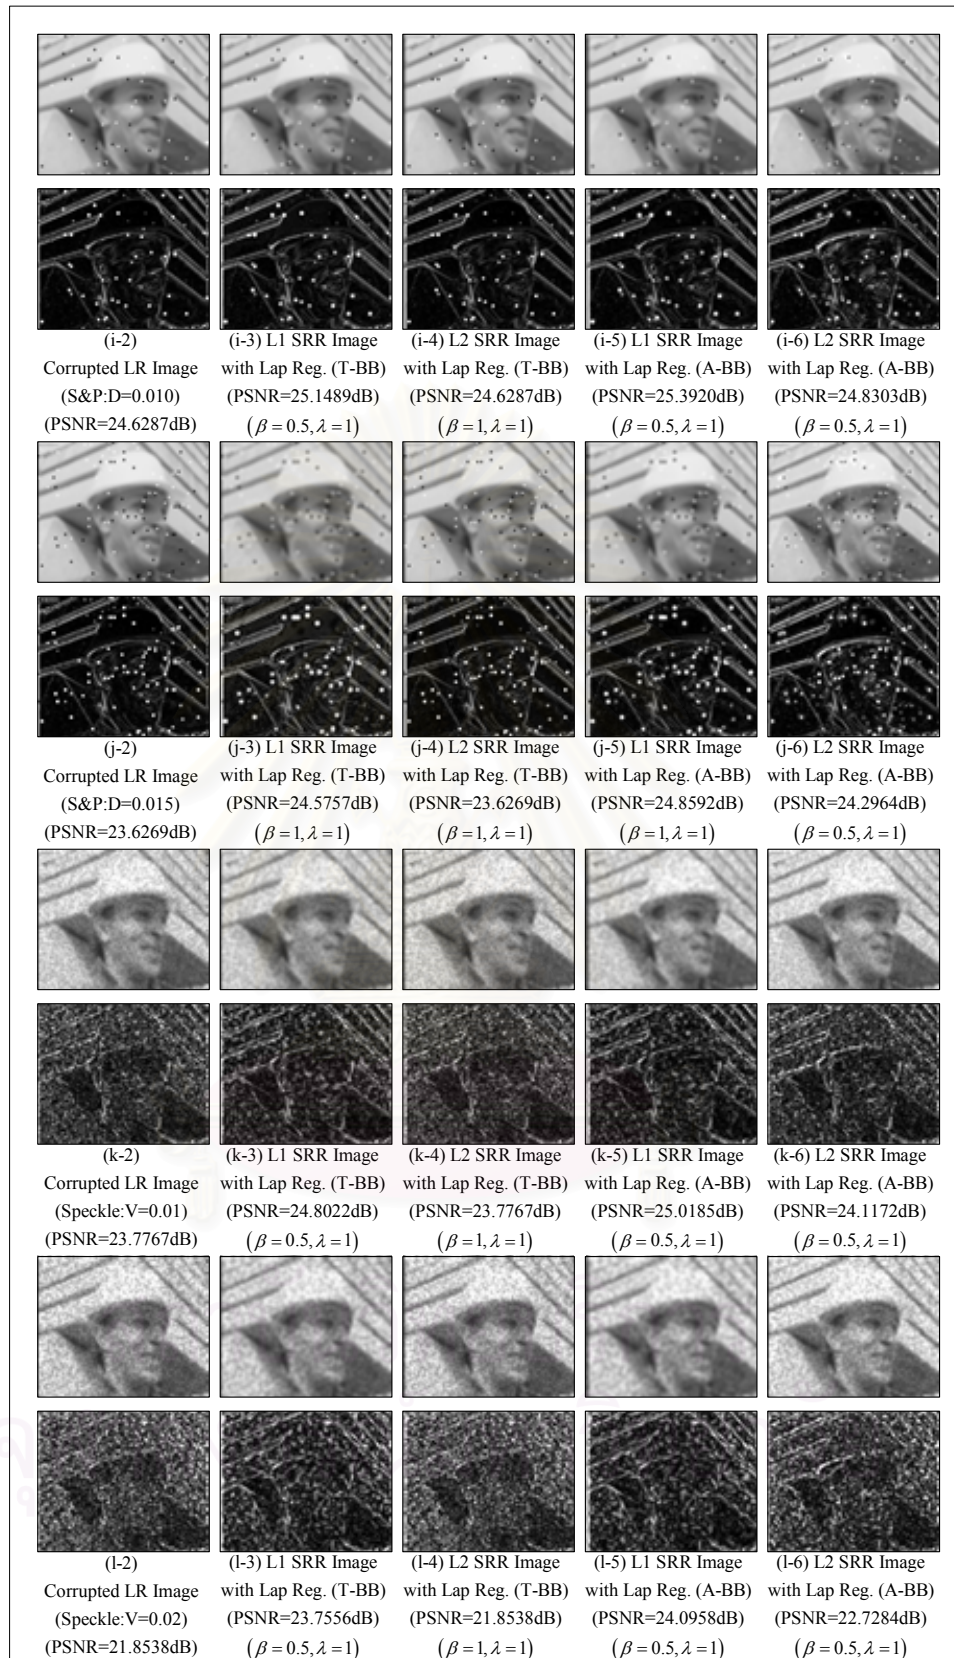 (i-2)
Corrupted LR Image
(S&P:D=0.010)
(PSNR=24.6287dB)
(i-3) L1 SRR Image
with Lap Reg. (T-BB)
(PSNR=25.1489dB)
(β = 0.5, λ = 1)
(i-4) L2 SRR Image
with Lap Reg. (T-BB)
(PSNR=24.6287dB)
(β = 1, λ = 1)
(i-5) L1 SRR Image
with Lap Reg. (A-BB)
(PSNR=25.3920dB)
(β = 0.5, λ = 1)
(i-6) L2 SRR Image
with Lap Reg. (A-BB)
(PSNR=24.8303dB)
(β = 0.5, λ = 1)
(j-2)
Corrupted LR Image
(S&P:D=0.015)
(PSNR=23.6269dB)
(j-3) L1 SRR Image
with Lap Reg. (T-BB)
(PSNR=24.5757dB)
(β = 1, λ = 1)
(j-4) L2 SRR Image
with Lap Reg. (T-BB)
(PSNR=23.6269dB)
(β = 1, λ = 1)
(j-5) L1 SRR Image
with Lap Reg. (A-BB)
(PSNR=24.8592dB)
(β = 1, λ = 1)
(j-6) L2 SRR Image
with Lap Reg. (A-BB)
(PSNR=24.2964dB)
(β = 0.5, λ = 1)
(k-2)
Corrupted LR Image
(Speckle:V=0.01)
(PSNR=23.7767dB)
(k-3) L1 SRR Image
with Lap Reg. (T-BB)
(PSNR=24.8022dB)
(β = 0.5, λ = 1)
(k-4) L2 SRR Image
with Lap Reg. (T-BB)
(PSNR=23.7767dB)
(β = 1, λ = 1)
(k-5) L1 SRR Image
with Lap Reg. (A-BB)
(PSNR=25.0185dB)
(β = 0.5, λ = 1)
(k-6) L2 SRR Image
with Lap Reg. (A-BB)
(PSNR=24.1172dB)
(β = 0.5, λ = 1)
(l-2)
Corrupted LR Image
(Speckle:V=0.02)
(PSNR=21.8538dB)
(l-3) L1 SRR Image
with Lap Reg. (T-BB)
(PSNR=23.7556dB)
(β = 0.5, λ = 1)
(l-4) L2 SRR Image
with Lap Reg. (T-BB)
(PSNR=21.8538dB)
(β = 1, λ = 1)
(l-5) L1 SRR Image
with Lap Reg. (A-BB)
(PSNR=24.0958dB)
(β = 0.5, λ = 1)
(l-6) L2 SRR Image
with Lap Reg. (A-BB)
(PSNR=22.7284dB)
(β = 0.5, λ = 1)